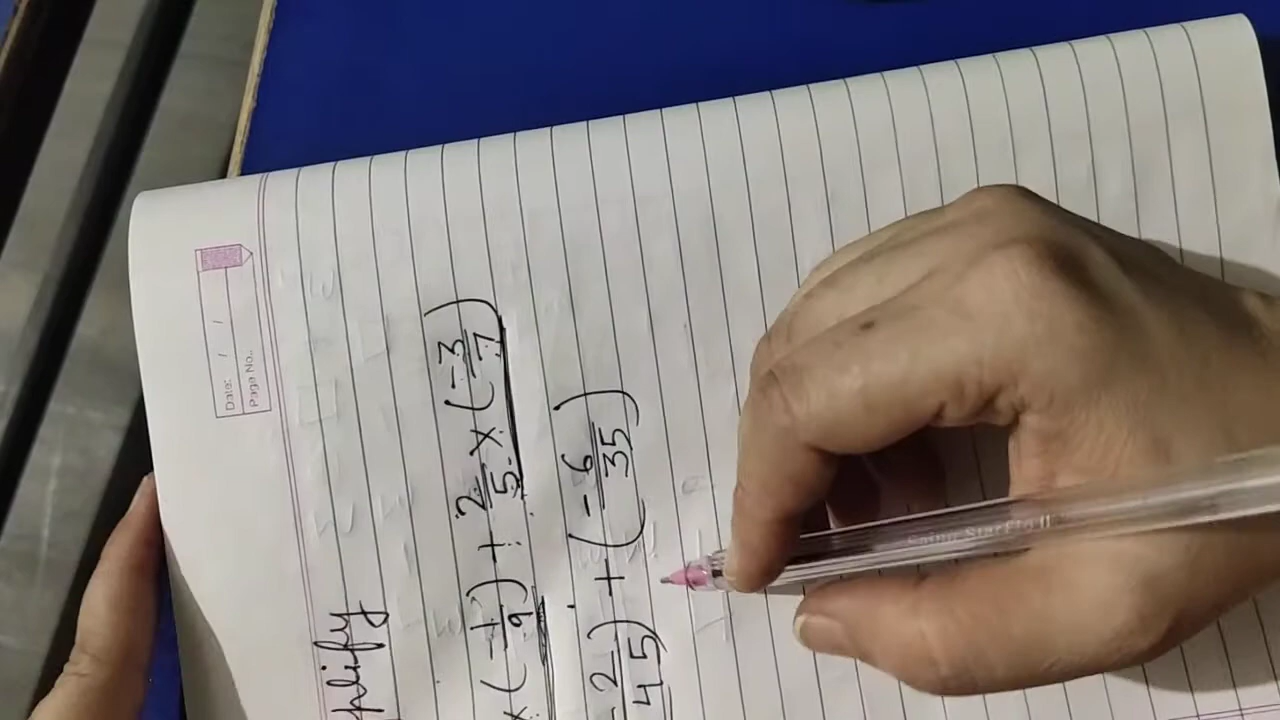 Date: / /
Page No.
plify
× (-1/9) + 2/5 × (-3/7)
-2/45) + (-6/35)